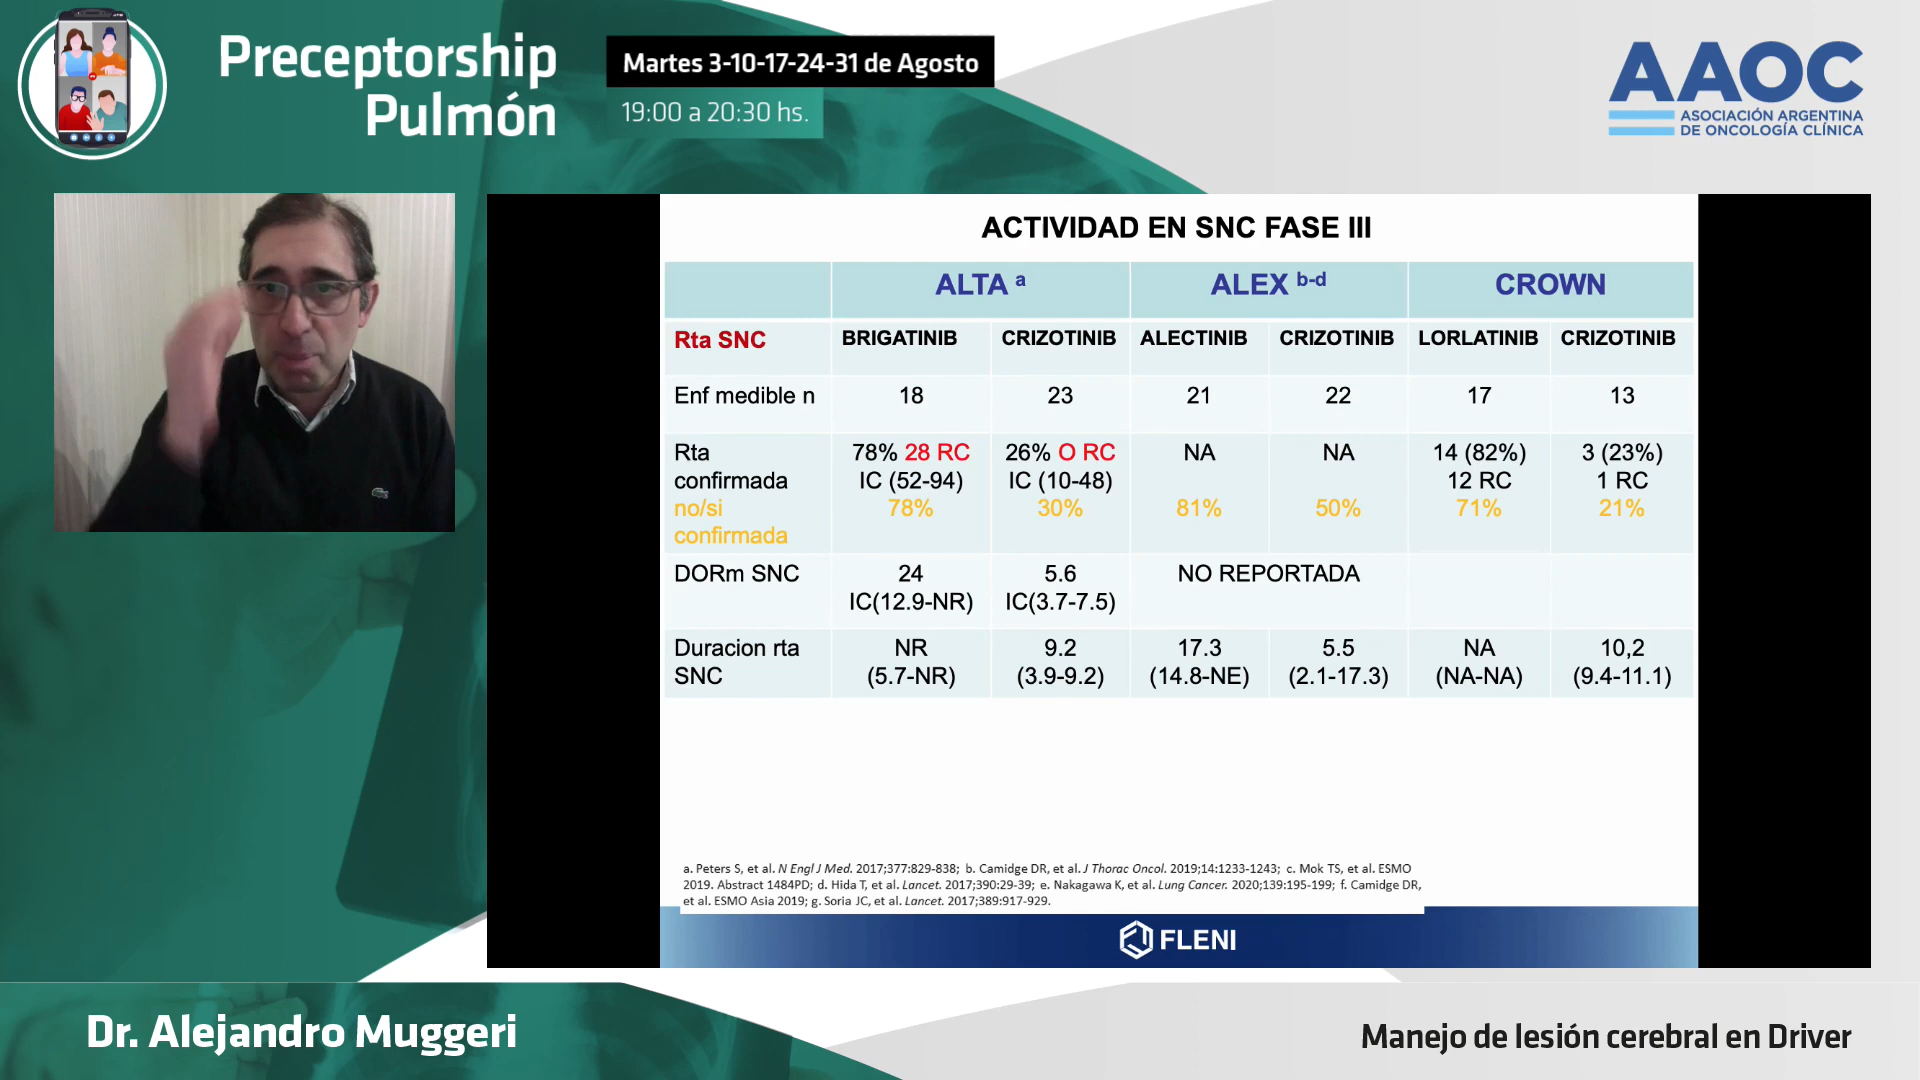 Preceptorship
Pulmón
Martes 3-10-17-24-31 de Agosto
19:00 a 20:30 hs.
AAOC
ASOCIACIÓN ARGENTINA
DE ONCOLOGÍA CLÍNICA
ACTIVIDAD EN SNC FASE III
ALTA a ALEX b-d CROWN
Rta SNC BRIGATINIB CRIZOTINIB ALECTINIB CRIZOTINIB LORLATINIB CRIZOTINIB
Enf medible n 18 23 21 22 17 13
Rta 78% 28 RC 26% O RC NA NA 14 (82%) 3 (23%)
confirmada IC (52-94) IC (10-48) 12 RC 1 RC
no/si 78% 30% 81% 50% 71% 21%
confirmada
DORm SNC 24 5.6 NO REPORTADA
IC(12.9-NR) IC(3.7-7.5)
Duracion rta NR 9.2 17.3 5.5 NA 10,2
SNC (5.7-NR) (3.9-9.2) (14.8-NE) (2.1-17.3) (NA-NA) (9.4-11.1)
a. Peters S, et al. N Engl J Med. 2017;377:829-838; b. Camidge DR, et al. J Thorac Oncol. 2019;14:1233-1243; c. Mok TS, et al. ESMO
2019. Abstract 1484PD; d. Hida T, et al. Lancet. 2017;390:29-39; e. Nakagawa K, et al. Lung Cancer. 2020;139:195-199; f. Camidge DR,
et al. ESMO Asia 2019; g. Soria JC, et al. Lancet. 2017;389:917-929.
FLENI
Dr. Alejandro Muggeri
Manejo de lesión cerebral en Driver